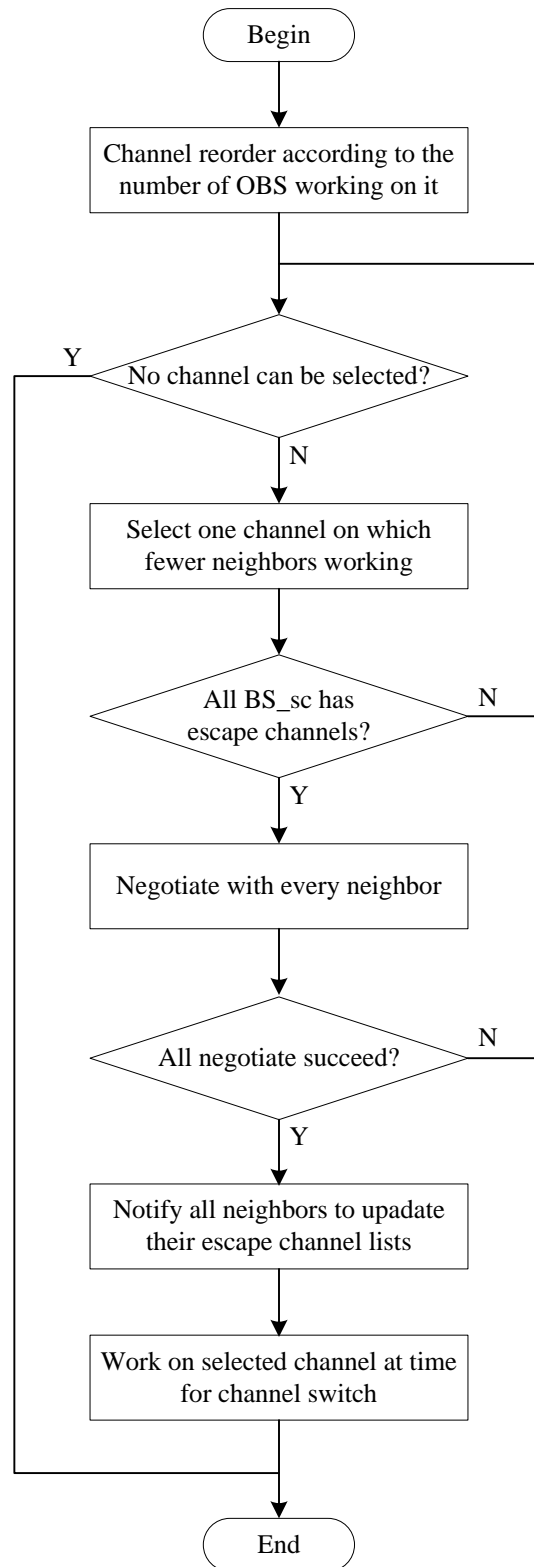 Begin
Channel reorder according to the
number of OBS working on it
Y
No channel can be selected?
N
Select one channel on which
fewer neighbors working
All BS_sc has
escape channels?
N
Y
Negotiate with every neighbor
N
All negotiate succeed?
Y
Notify all neighbors to upadate
their escape channel lists
Work on selected channel at time
for channel switch
End